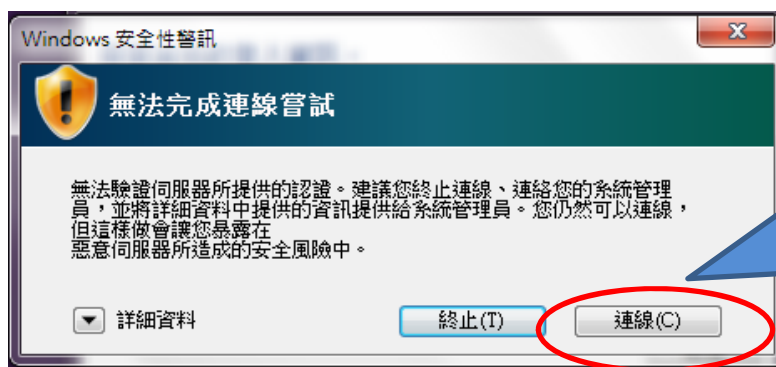 Windows 安全性警訊
無法完成連線嘗試
無法驗證伺服器所提供的認證。建議您終止連線、連絡您的系統管理
員，並將詳細資料中提供的資訊提供給系統管理員。您仍然可以連線，
但這樣做會讓您暴露在
惡意伺服器所造成的安全風險中。
詳細資料
終止(T)
連線(C)